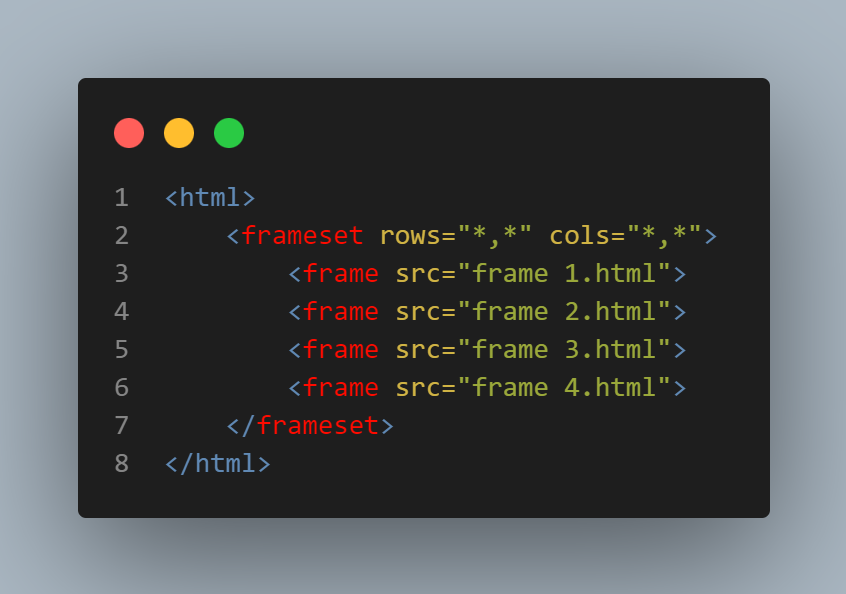 1 <html>
2     <frameset rows="*,*" cols="*,*">
3         <frame src="frame 1.html">
4         <frame src="frame 2.html">
5         <frame src="frame 3.html">
6         <frame src="frame 4.html">
7     </frameset>
8 </html>